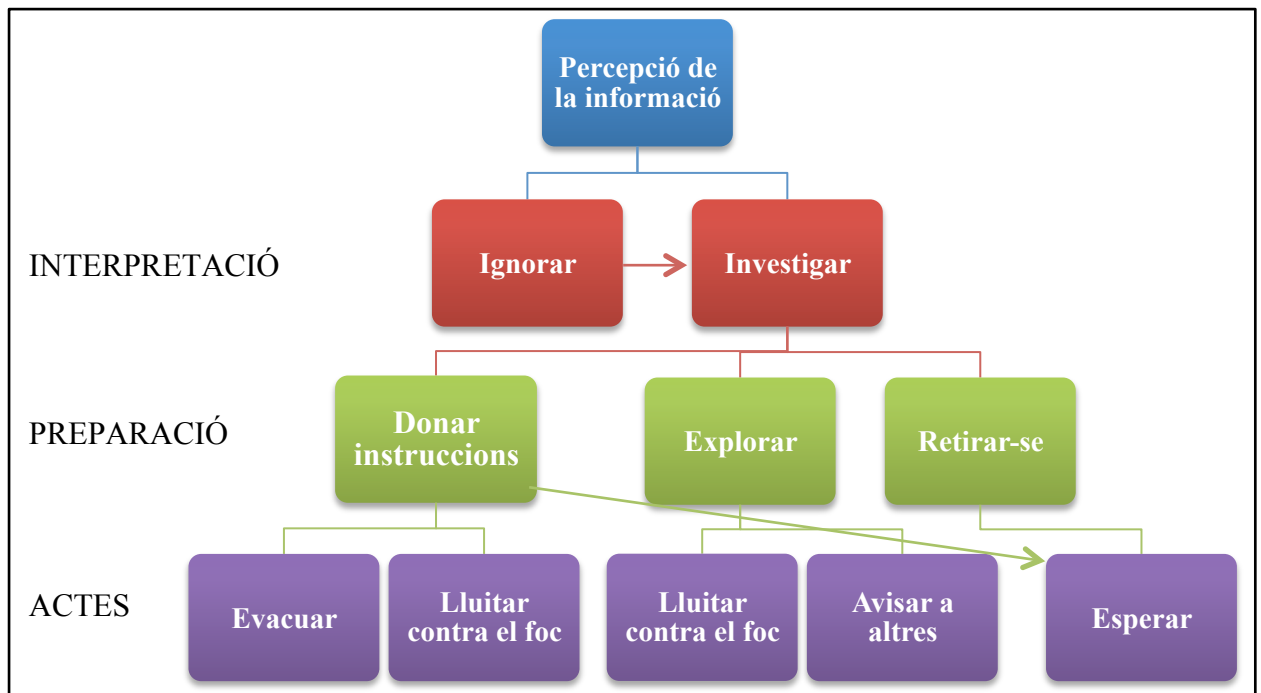 Percepció de
la informació
INTERPRETACIÓ
Ignorar
Investigar
PREPARACIÓ
Donar
instruccions
Explorar
Retirar-se
ACTES
Evacuar
Lluitar
contra el foc
Lluitar
contra el foc
Avisar a
altres
Esperar